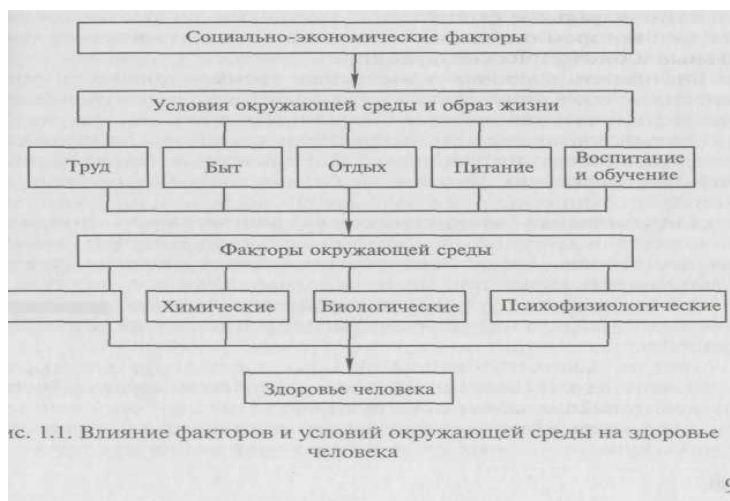 Социально-экономические факторы
Условия окружающей среды и образ жизни
Труд
Быт
Отдых
Питание
Воспитание
и обучение
Факторы окружающей среды
Химические
Биологические
Психофизиологические
Здоровье человека
ис. 1.1. Влияние факторов и условий окружающей среды на здоровье
человека
9